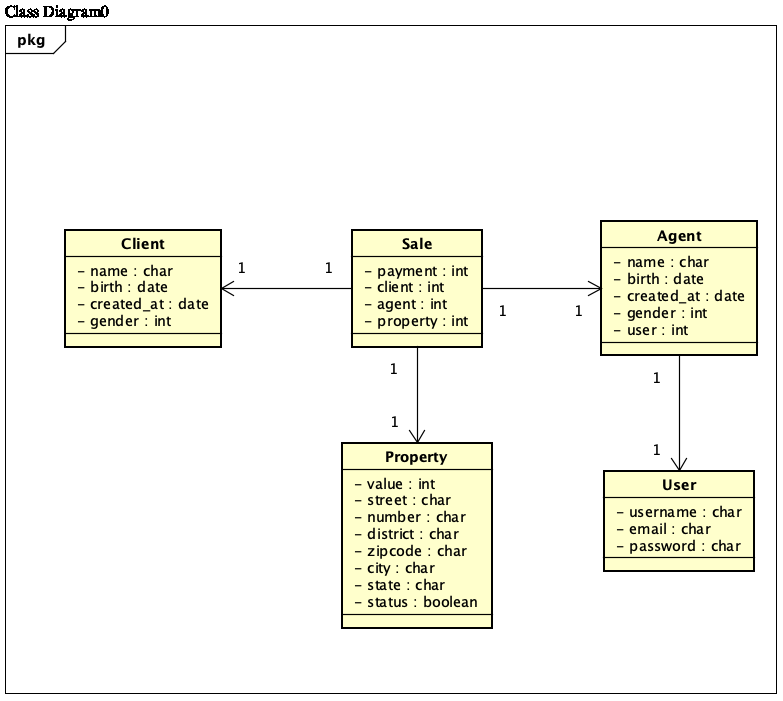 Class Diagram0
pkg
Client
- name : char
- birth : date
- created_at : date
- gender : int
1
1
Sale
- payment : int
- client : int
- agent : int
- property : int
1
1
Agent
- name : char
- birth : date
- created_at : date
- gender : int
- user : int
1
1
Property
- value : int
- street : char
- number : char
- district : char
- zipcode : char
- city : char
- state : char
- status : boolean
1
1
User
- username : char
- email : char
- password : char